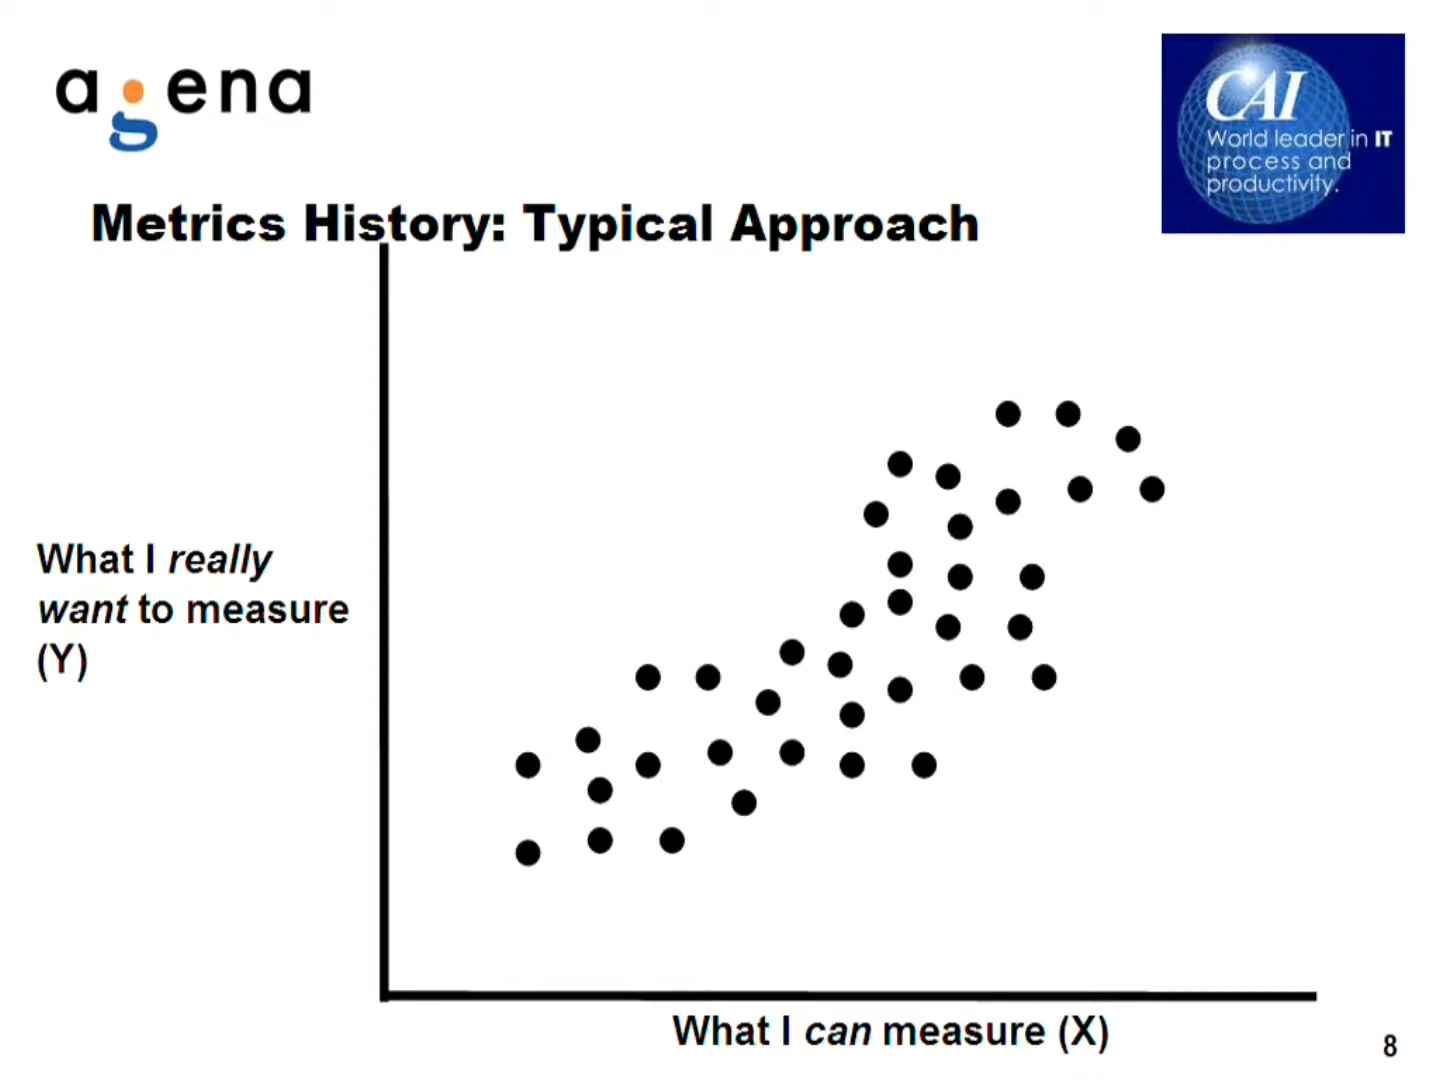 agena
CAI
World leader in IT
process and
productivity.
Metrics History: Typical Approach
What I really
want to measure
(Y)
What I can measure (X)
8